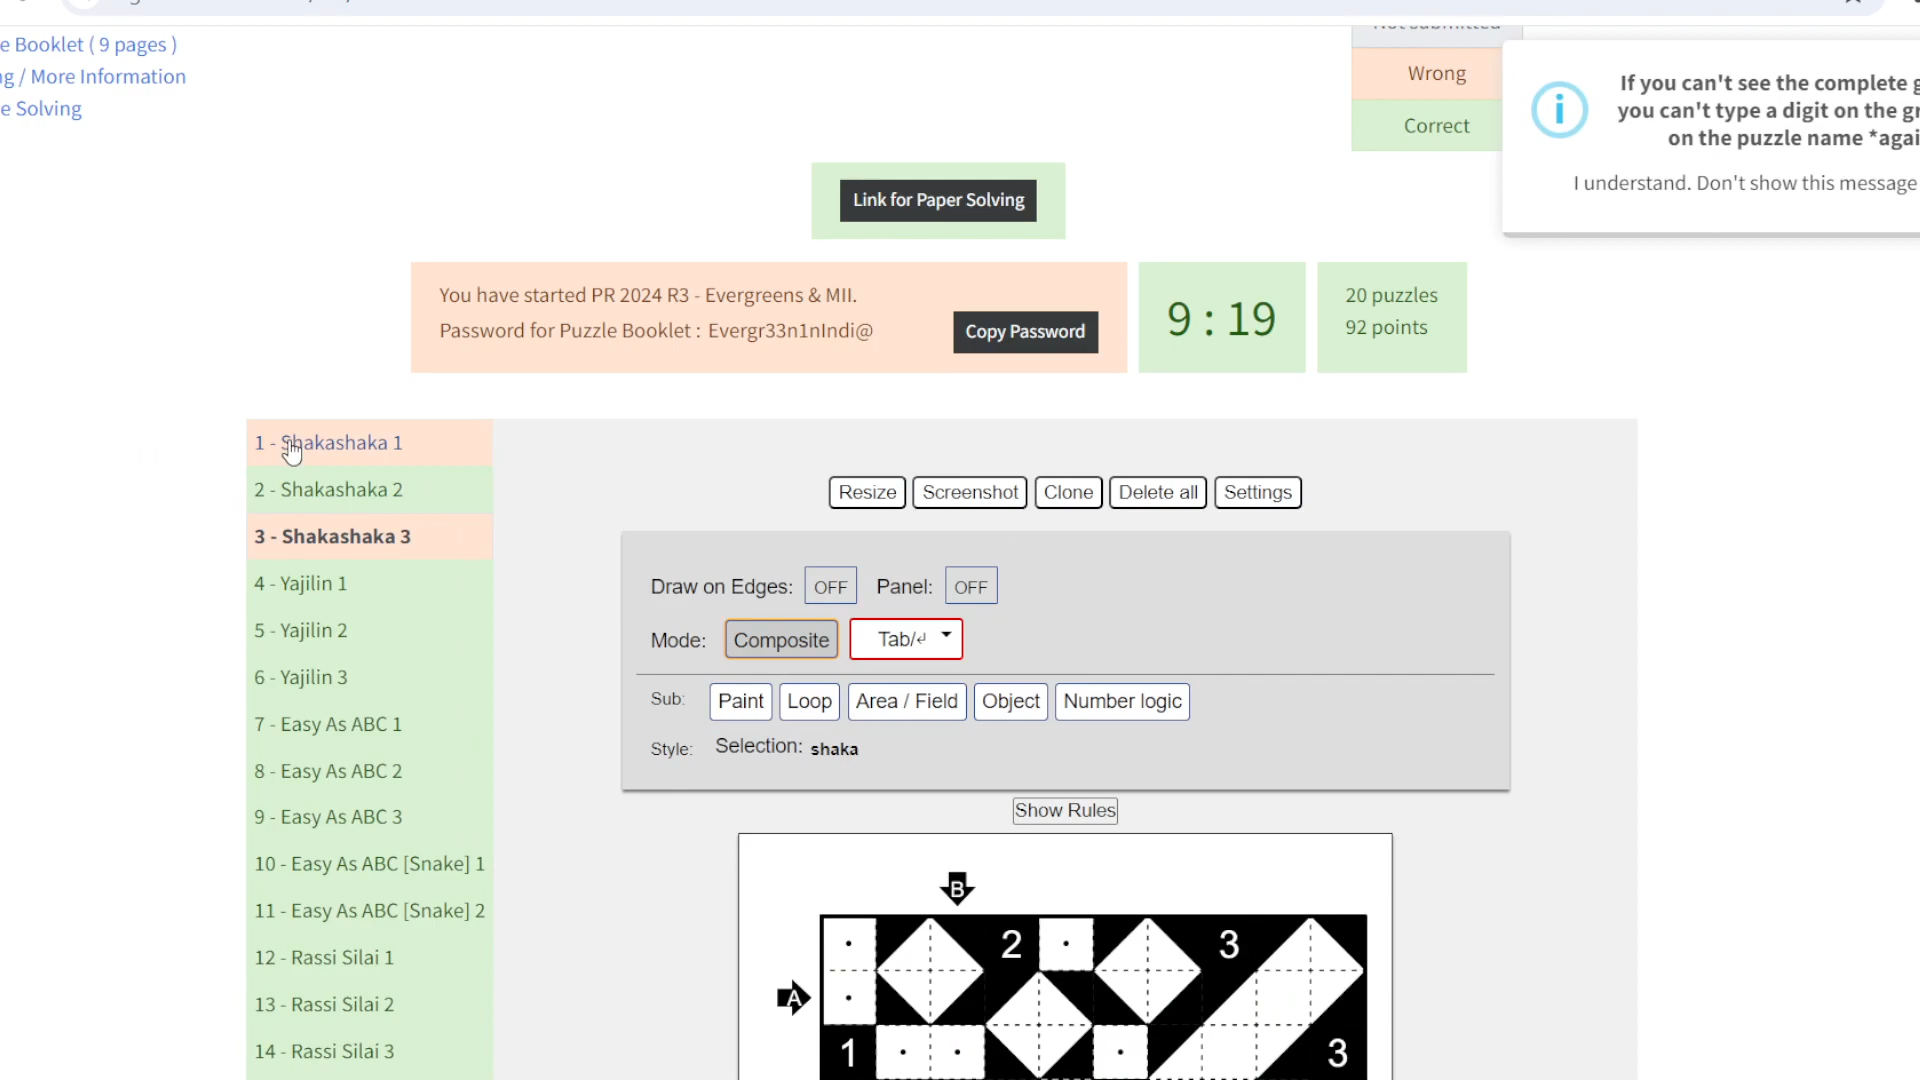 e Booklet ( 9 pages )
ng / More Information
e Solving
Not submitted
Wrong
Correct
If you can't see the complete g
you can't type a digit on the gr
on the puzzle name *agai
I understand. Don't show this message
Link for Paper Solving
You have started PR 2024 R3 - Evergreens & MII.
Password for Puzzle Booklet : Evergr33n1nIndi@
Copy Password
9 : 19
20 puzzles
92 points
1 - Shakashaka 1
2 - Shakashaka 2
3 - Shakashaka 3
4 - Yajilin 1
5 - Yajilin 2
6 - Yajilin 3
7 - Easy As ABC 1
8 - Easy As ABC 2
9 - Easy As ABC 3
10 - Easy As ABC [Snake] 1
11 - Easy As ABC [Snake] 2
12 - Rassi Silai 1
13 - Rassi Silai 2
14 - Rassi Silai 3
Resize Screenshot Clone Delete all Settings
Draw on Edges: OFF Panel: OFF
Mode: Composite Tab/↵
Sub: Paint Loop Area / Field Object Number logic
Style: Selection: shaka
Show Rules
B
2 3
A
1 3